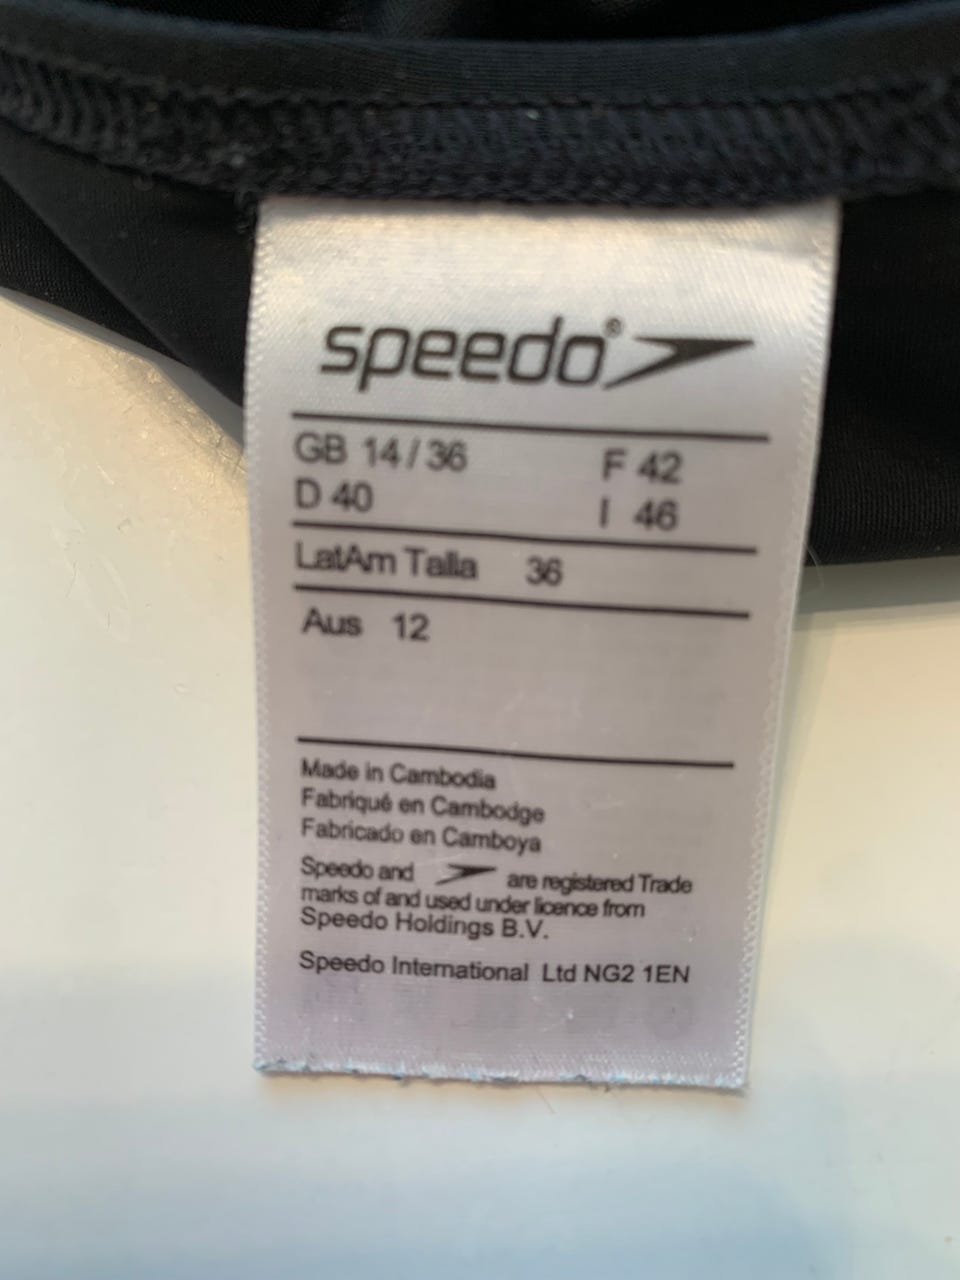 speedo®
GB 14/36 F 42
D 40 I 46
LatAm Talla 36
Aus 12
Made in Cambodia
Fabriqué en Cambodge
Fabricado en Camboya
Speedo and are registered Trade
marks of and used under licence from
Speedo Holdings B.V.
Speedo International Ltd NG2 1EN